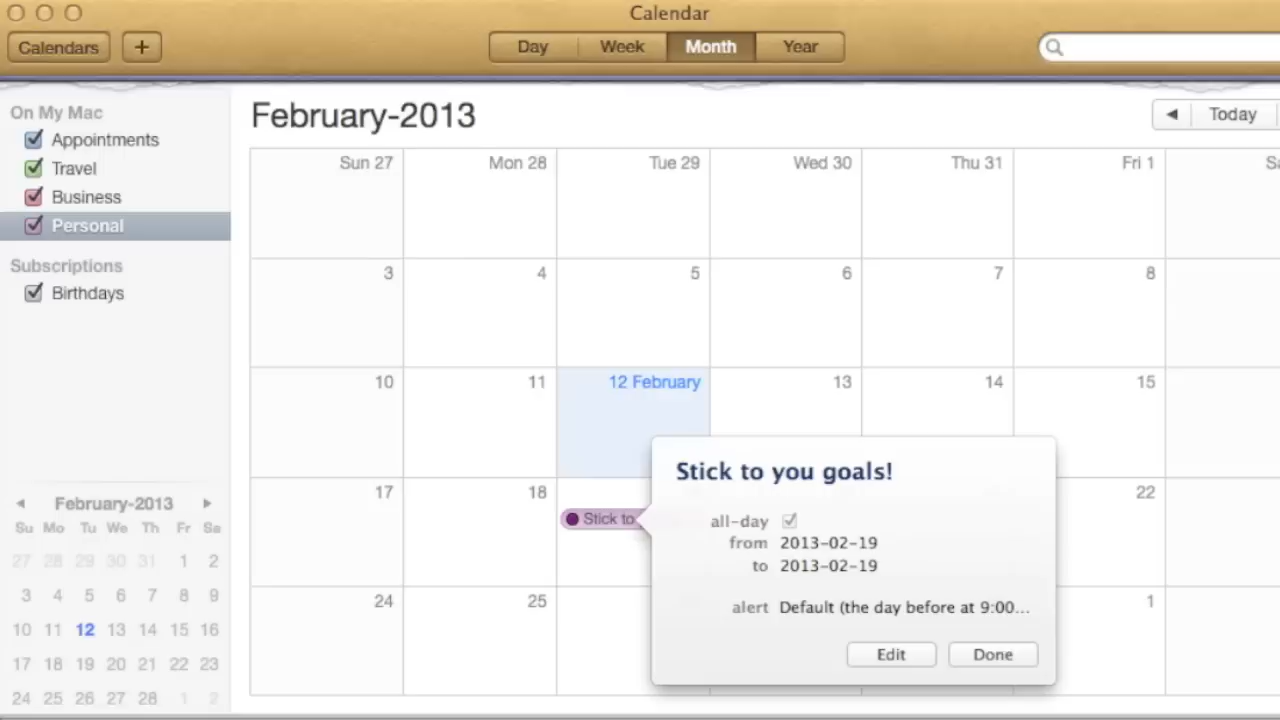 Calendar
Calendars + Day Week Month Year
On My Mac
Appointments
Travel
Business
Personal
Subscriptions
Birthdays
February-2013
Today
Sun 27 Mon 28 Tue 29 Wed 30 Thu 31 Fri 1
3 4 5 6 7 8
10 11 12 February 13 14 15
17 18 22
Stick to
24 25 1
Stick to you goals!
all-day
from 2013-02-19
to 2013-02-19
alert Default (the day before at 9:00...
Edit Done
February-2013
Su Mo Tu We Th Fr Sa
27 28 29 30 31 1 2
3 4 5 6 7 8 9
10 11 12 13 14 15 16
17 18 19 20 21 22 23
24 25 26 27 28 1 2